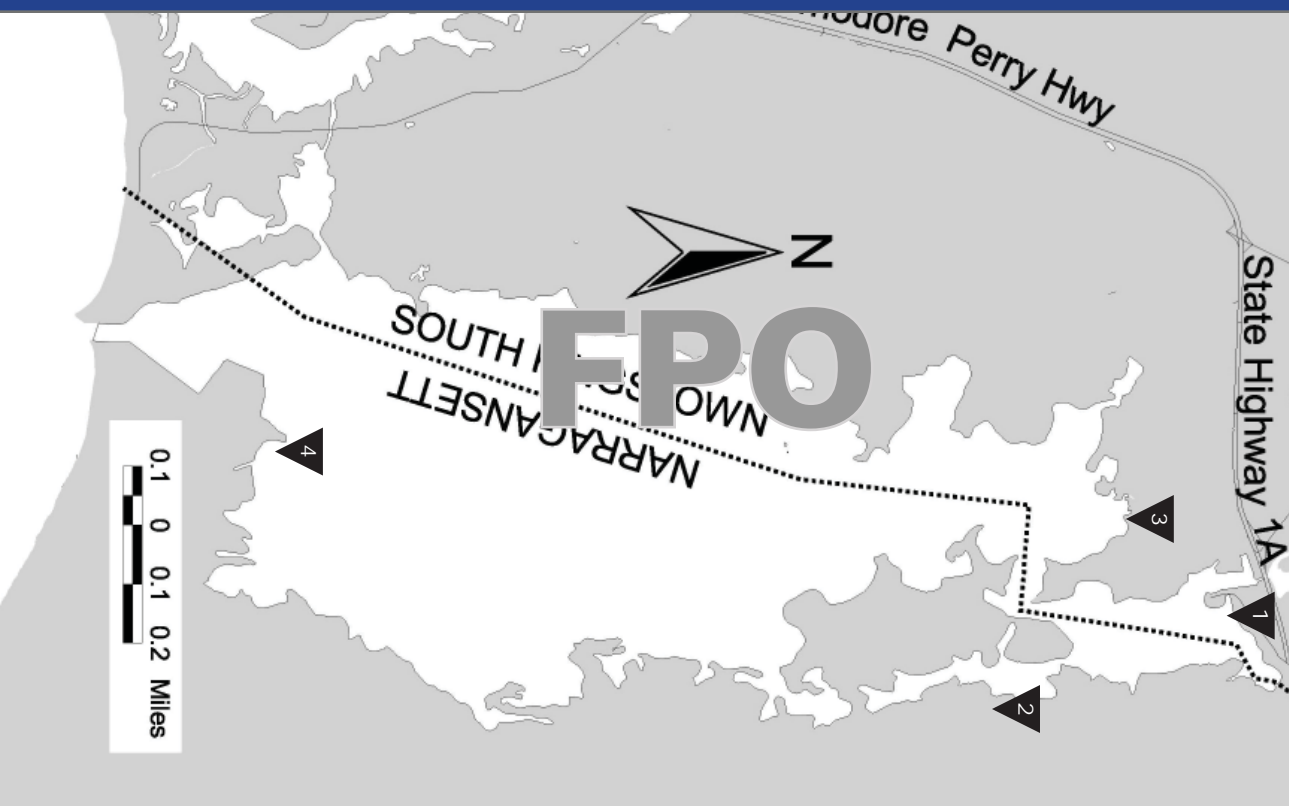 modore Perry Hwy
State Highway 1A
N
SOUTH
OWN
NARRAGANSETT
FPO
0.1 0 0.1 0.2 Miles
1
2
3
4